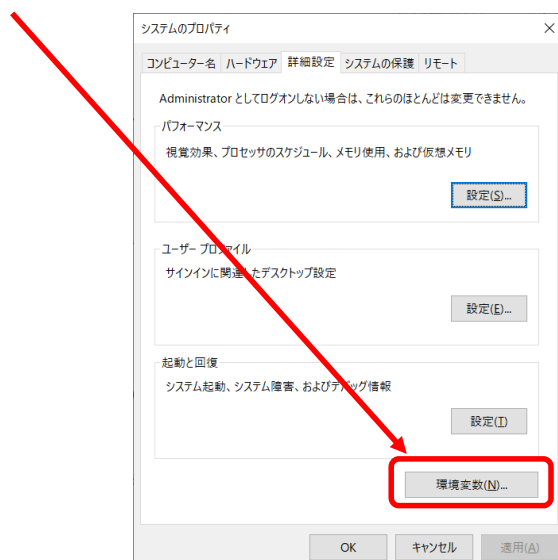 システムのプロパティ
コンピューター名 ハードウェア 詳細設定 システムの保護 リモート
Administrator としてログオンしない場合は、これらのほとんどは変更できません。
パフォーマンス
視覚効果、プロセッサのスケジュール、メモリ使用、および仮想メモリ
設定(S)...
ユーザー プロファイル
サインインに関連したデスクトップ設定
設定(E)...
起動と回復
システム起動、システム障害、およびデバッグ情報
設定(T)
環境変数(N)...
OK キャンセル 適用(A)